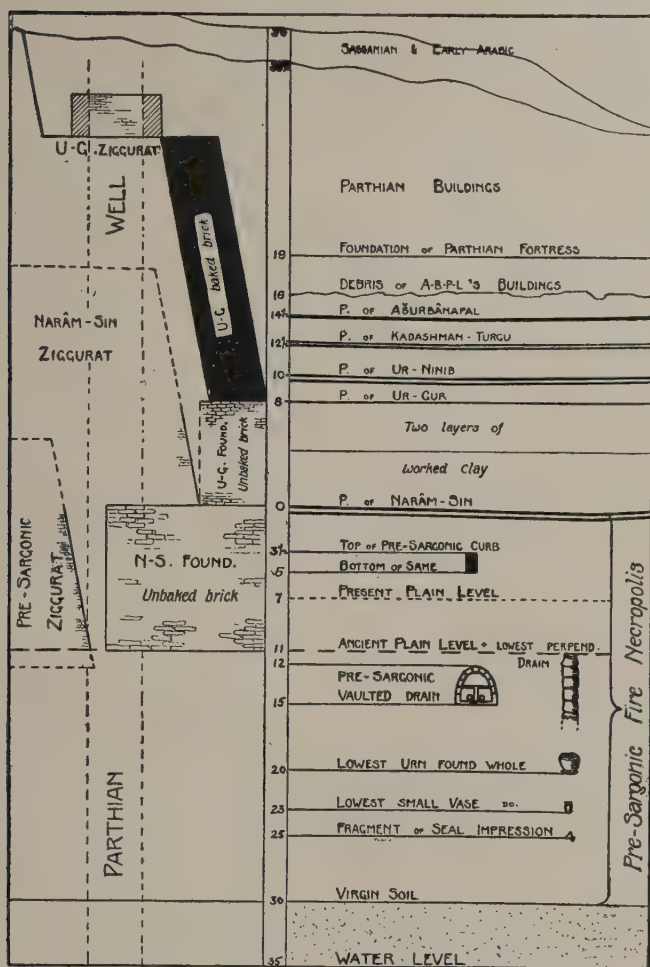 SASSANIAN & EARLY ARABIC
U-G. ZIGGURAT
WELL
PARTHIAN BUILDINGS
U-G baked brick
19 FOUNDATION OF PARTHIAN FORTRESS
DEBRIS OF A-B-P-L'S BUILDINGS
16
14½ P. OF AŠURBÂNAPAL
NARÂM-SIN
ZIGGURAT
12½ P. OF KADASHMAN-TURGU
10 P. OF UR-NINIB
8 P. OF UR-GUR
U-G. FOUND.
Unbaked brick
Two layers of
worked clay
0 P. OF NARÂM-SIN
PRE-SARGONIC
ZIGGURAT
N-S. FOUND.
Unbaked brick
3½ TOP OF PRE-SARGONIC CURB
5 BOTTOM OF SAME
7 PRESENT PLAIN LEVEL
11 ANCIENT PLAIN LEVEL + LOWEST PERPEND.
DRAIN
12
PRE-SARGONIC
15 VAULTED DRAIN
20 LOWEST URN FOUND WHOLE
23 LOWEST SMALL VASE DO.
25 FRAGMENT OF SEAL IMPRESSION
PARTHIAN
30 VIRGIN SOIL
35 WATER LEVEL
Pre-Sargonic Fire Necropolis